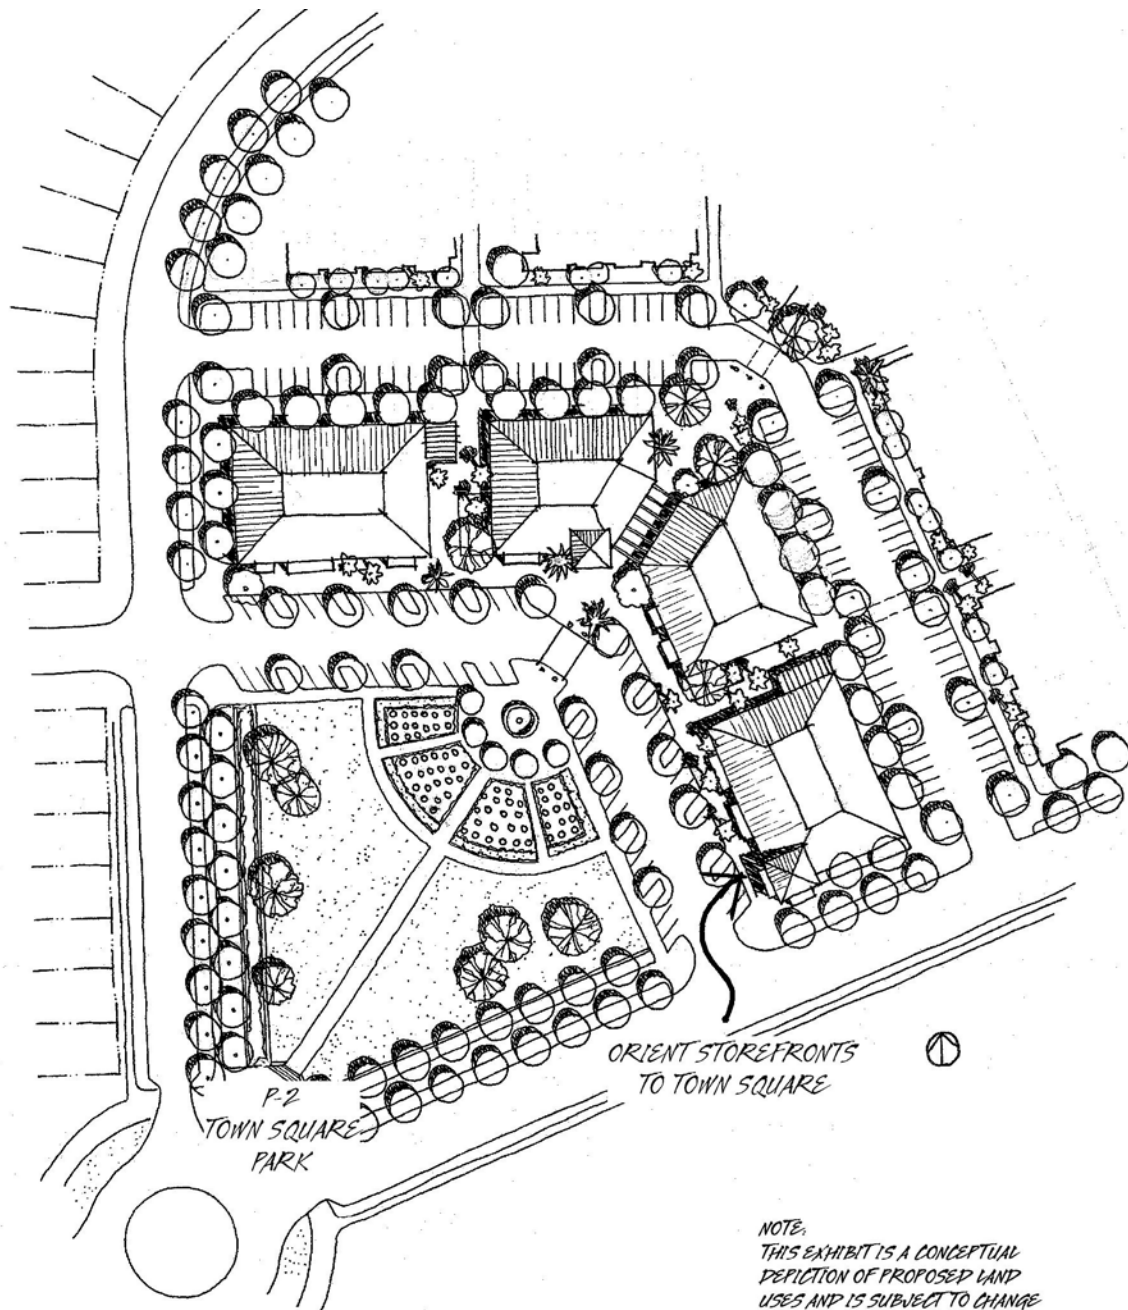 ORIENT STOREFRONTS
TO TOWN SQUARE
P-2
TOWN SQUARE
PARK
NOTE:
THIS EXHIBIT IS A CONCEPTUAL
DEPICTION OF PROPOSED LAND
USES AND IS SUBJECT TO CHANGE